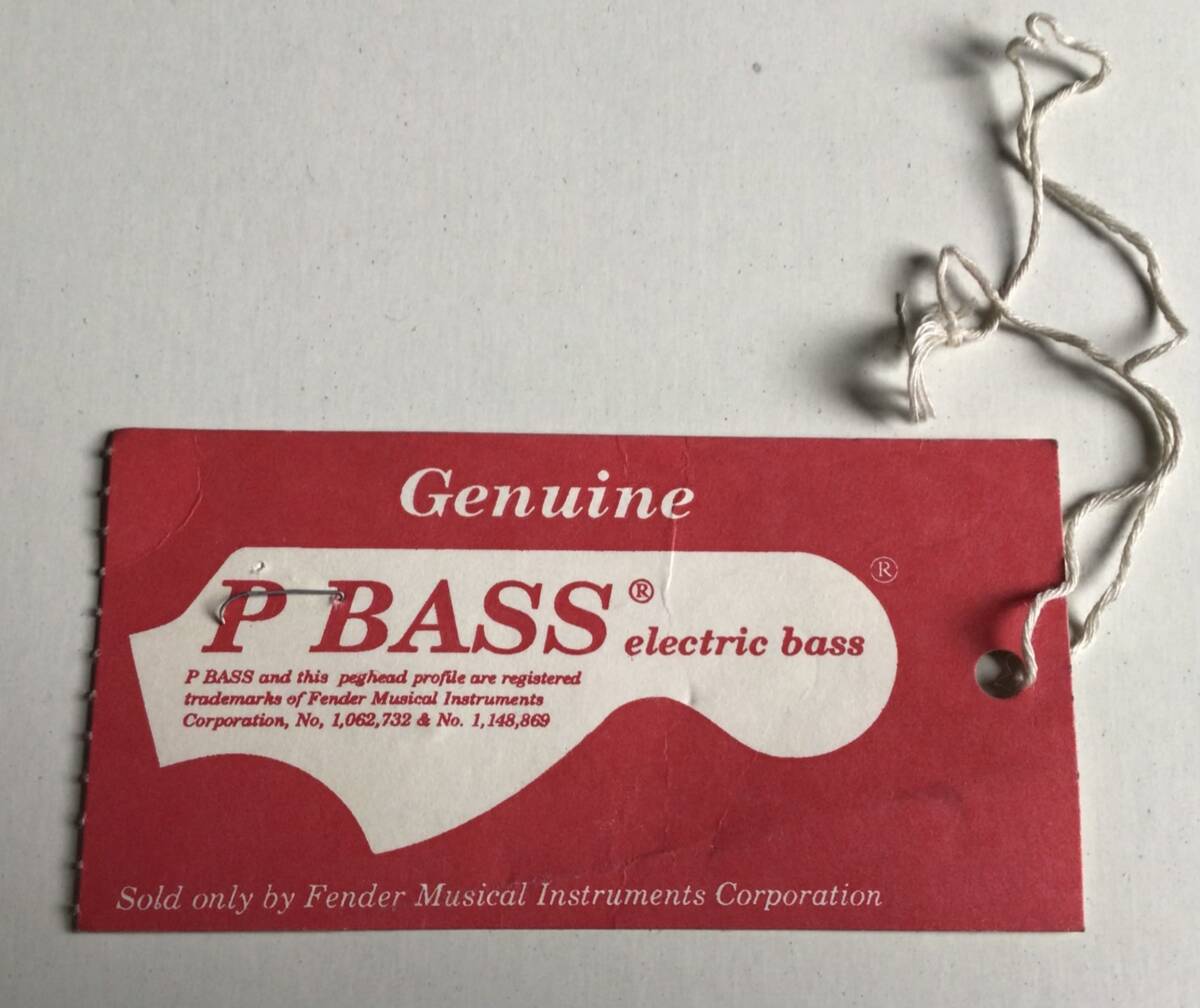 Genuine
P BASS® electric bass
®
P BASS and this peghead profile are registered
trademarks of Fender Musical Instruments
Corporation, No, 1,062,732 & No. 1,148,869
Sold only by Fender Musical Instruments Corporation